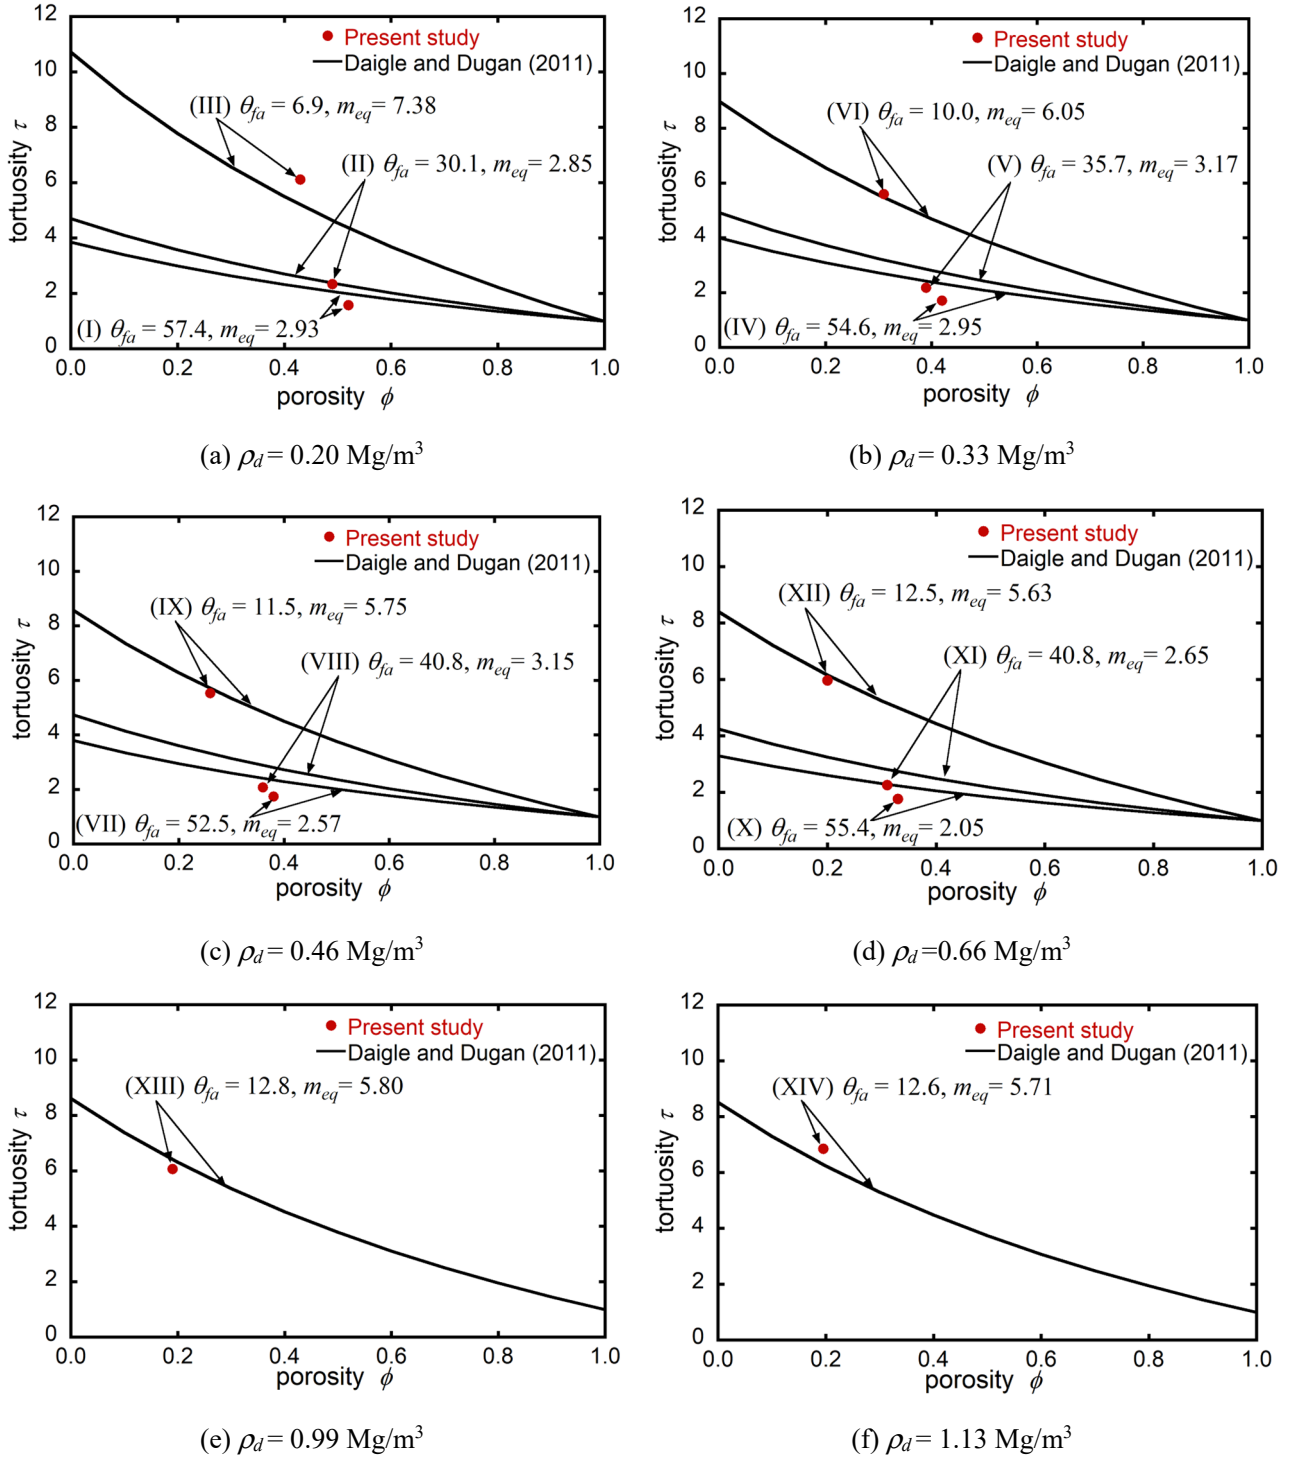 12
10
8
6
4
2
0
tortuosity τ
Present study
Daigle and Dugan (2011)
(III) θfa = 6.9, meq = 7.38
(II) θfa = 30.1, meq = 2.85
(I) θfa = 57.4, meq = 2.93
0.0 0.2 0.4 0.6 0.8 1.0
porosity ϕ
(a) ρd = 0.20 Mg/m³
12
10
8
6
4
2
0
tortuosity τ
Present study
Daigle and Dugan (2011)
(VI) θfa = 10.0, meq = 6.05
(V) θfa = 35.7, meq = 3.17
(IV) θfa = 54.6, meq = 2.95
0.0 0.2 0.4 0.6 0.8 1.0
porosity ϕ
(b) ρd = 0.33 Mg/m³
12
10
8
6
4
2
0
tortuosity τ
Present study
Daigle and Dugan (2011)
(IX) θfa = 11.5, meq= 5.75
(VIII) θfa = 40.8, meq= 3.15
(VII) θfa = 52.5, meq= 2.57
0.0 0.2 0.4 0.6 0.8 1.0
porosity ϕ
(c) ρd = 0.46 Mg/m³
12
10
8
6
4
2
0
tortuosity τ
Present study
Daigle and Dugan (2011)
(XII) θfa = 12.5, meq= 5.63
(XI) θfa = 40.8, meq= 2.65
(X) θfa = 55.4, meq= 2.05
0.0 0.2 0.4 0.6 0.8 1.0
porosity ϕ
(d) ρd =0.66 Mg/m³
12
10
8
6
4
2
0
tortuosity τ
Present study
Daigle and Dugan (2011)
(XIII) θfa = 12.8, meq= 5.80
0.0 0.2 0.4 0.6 0.8 1.0
porosity ϕ
(e) ρd = 0.99 Mg/m³
12
10
8
6
4
2
0
tortuosity τ
Present study
Daigle and Dugan (2011)
(XIV) θfa = 12.6, meq= 5.71
0.0 0.2 0.4 0.6 0.8 1.0
porosity ϕ
(f) ρd = 1.13 Mg/m³